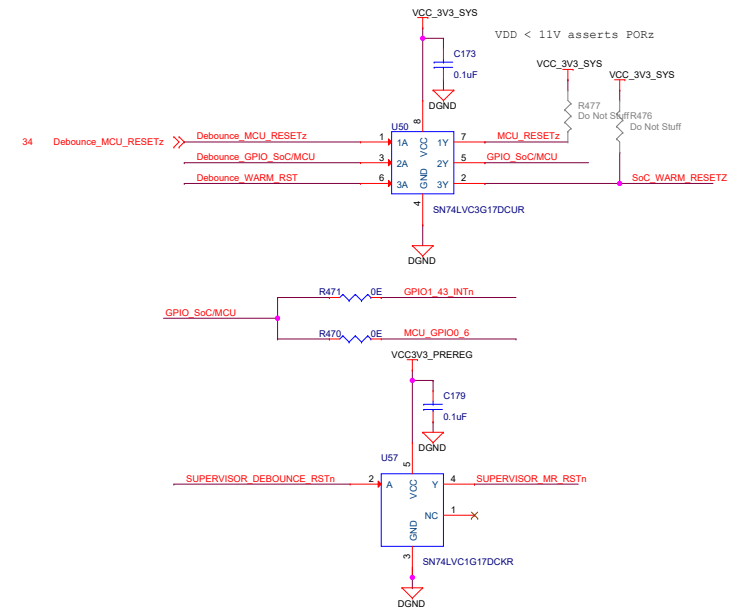 VCC_3V3_SYS
VDD < 11V asserts PORz
C173
0.1uF
DGND
VCC_3V3_SYS
VCC_3V3_SYS
R477
Do Not Stuff
R476
Do Not Stuff
U50
8
34 Debounce_MCU_RESETz
Debounce_MCU_RESETz 1 1A VCC 1Y 7 MCU_RESETz
Debounce_GPIO_SoC/MCU 3 2A 2Y 5 GPIO_SoC/MCU
Debounce_WARM_RST 6 3A GND 3Y 2 SoC_WARM_RESETZ
4
SN74LVC3G17DCUR
DGND
R471 0E GPIO1_43_INTn
GPIO_SoC/MCU
R470 0E MCU_GPIO0_6
VCC3V3_PREREG
C179
0.1uF
DGND
U57
5
SUPERVISOR_DEBOUNCE_RSTn 2 A VCC Y 4 SUPERVISOR_MR_RSTn
NC 1
GND
3
SN74LVC1G17DCKR
DGND